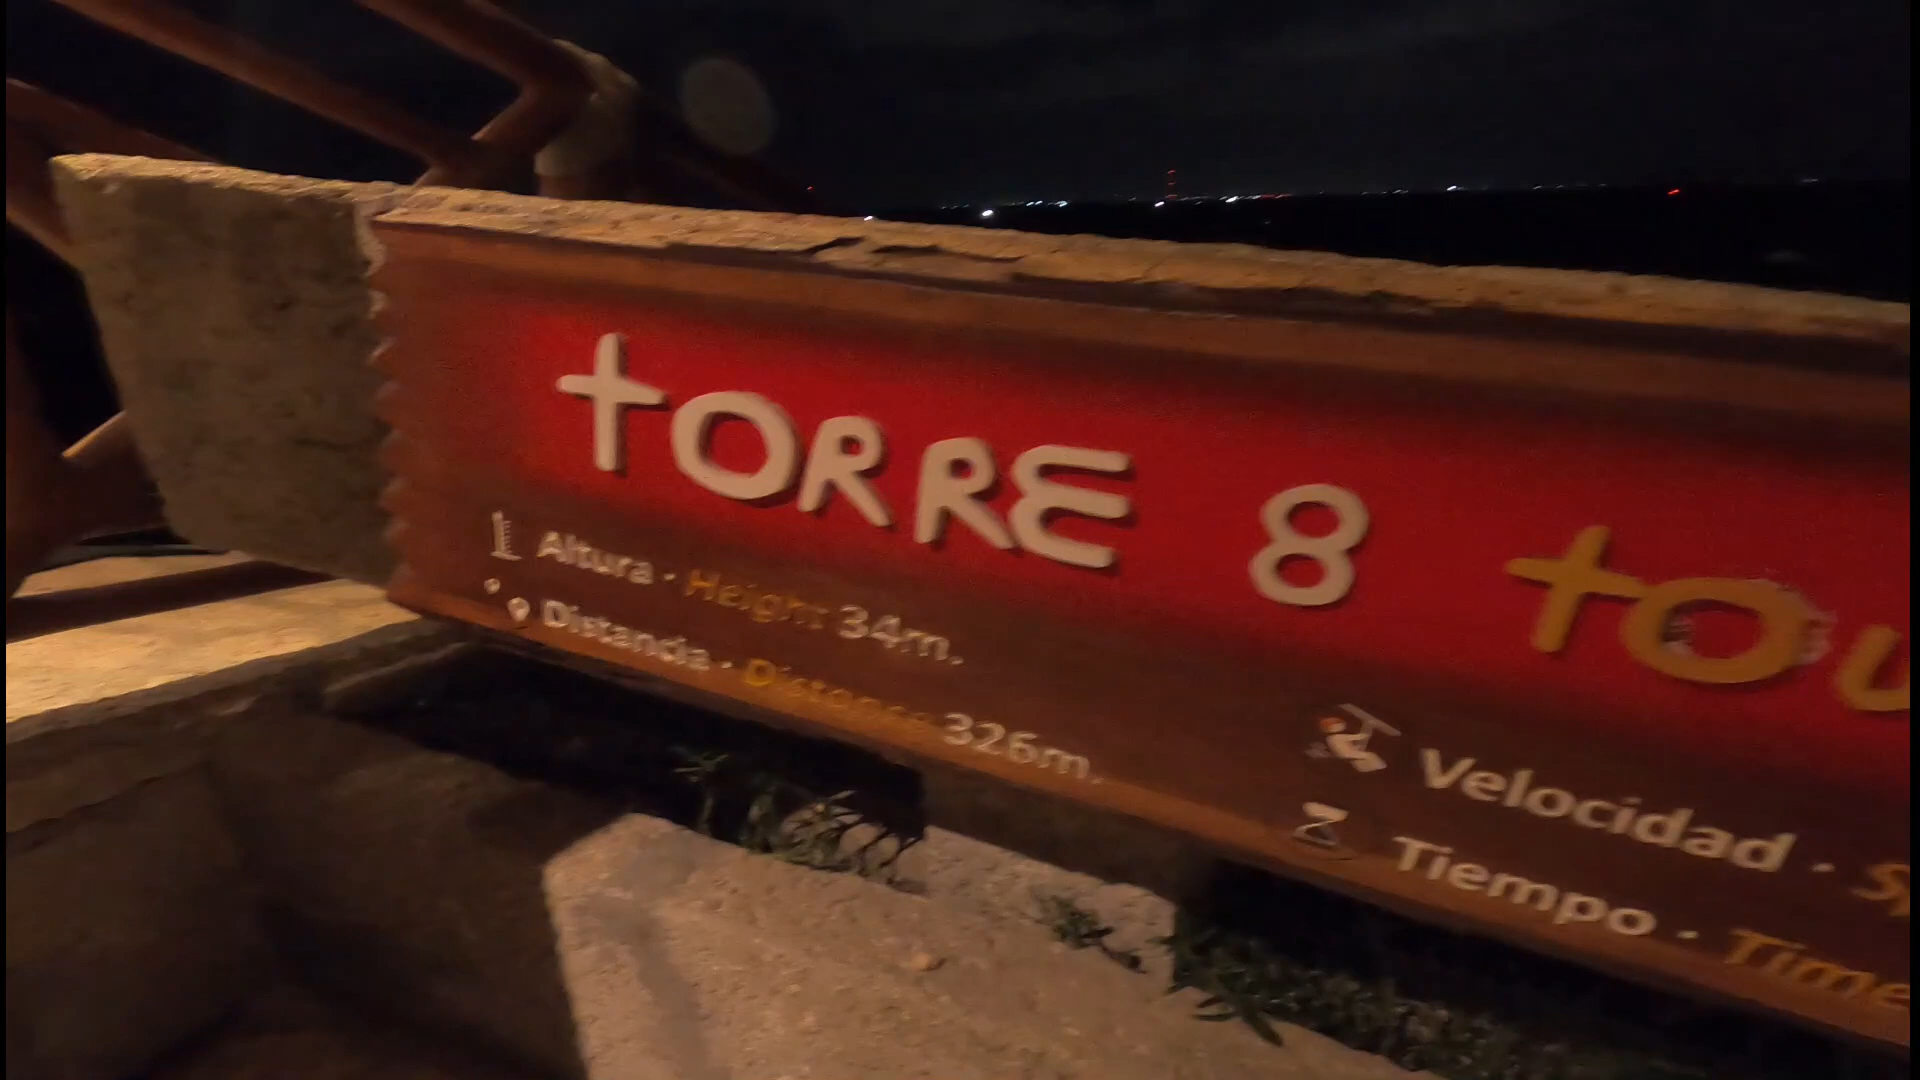 TORRE 8 TOU
Altura · Height 34m.
Distancia · Distance 326m.
Velocidad · S
Tiempo · Time